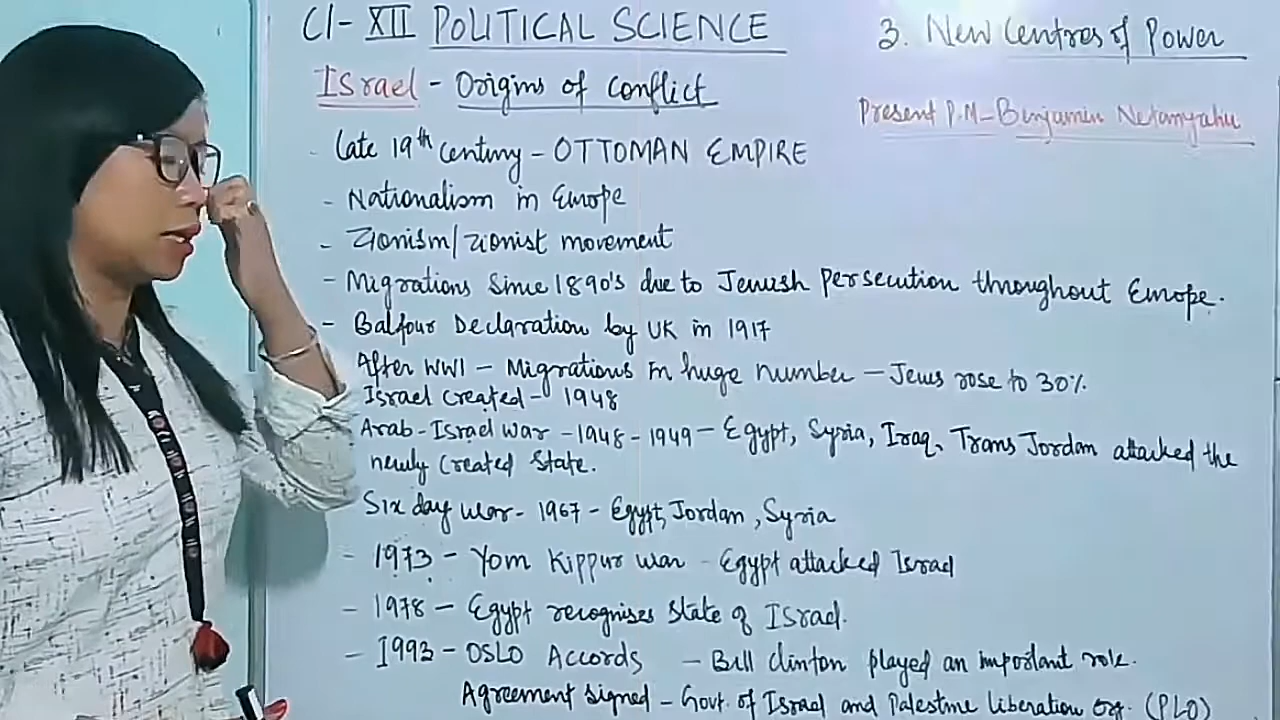 Cl- XII POLITICAL SCIENCE
3. New Centres of Power
Israel - Origins of Conflict
Present P.M- Benjamin Netanyahu
- Late 19th century - OTTOMAN EMPIRE
- Nationalism in Europe
- Zionism/zionist movement
- Migrations Since 1890's due to Jewish Persecution throughout Europe.
- Balfour Declaration by UK in 1917
After WWI - Migrations in huge number - Jews rose to 30%
Israel Created - 1948
Arab-Israel War - 1948-1949 - Egypt, Syria, Iraq, Trans Jordan attacked the
newly Created State.
Six day war - 1967 - Egypt, Jordan, Syria
- 1973 - Yom Kippur war - Egypt attacked Israel
- 1978 - Egypt recognises State of Israel.
- 1993 - OSLO Accords - Bill Clinton played an important role.
Agreement signed - Govt. of Israel and Palestine Liberation Org. (PLO)